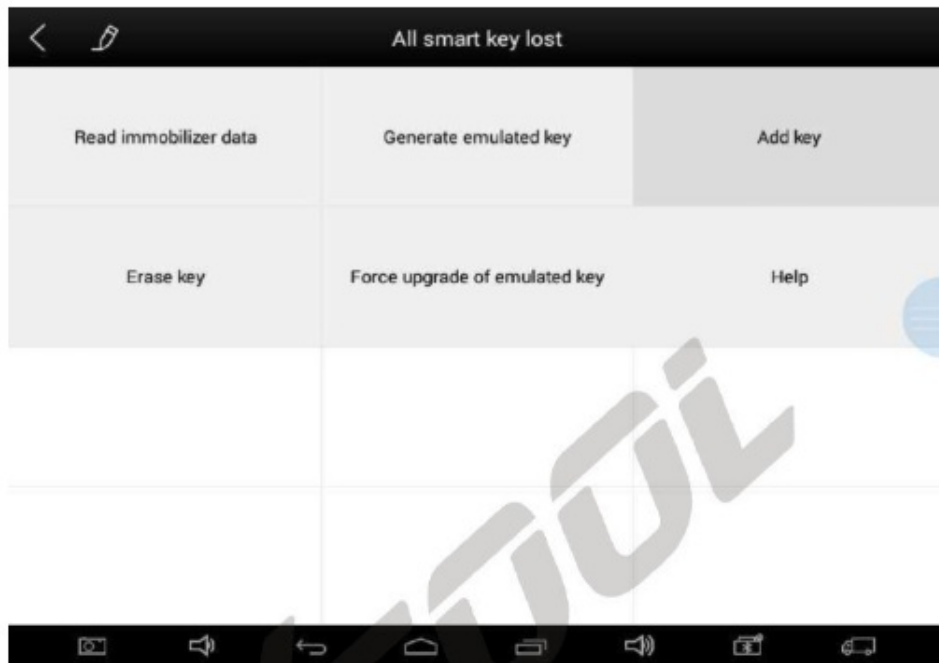 All smart key lost
Read immobilizer data
Generate emulated key
Add key
Erase key
Force upgrade of emulated key
Help